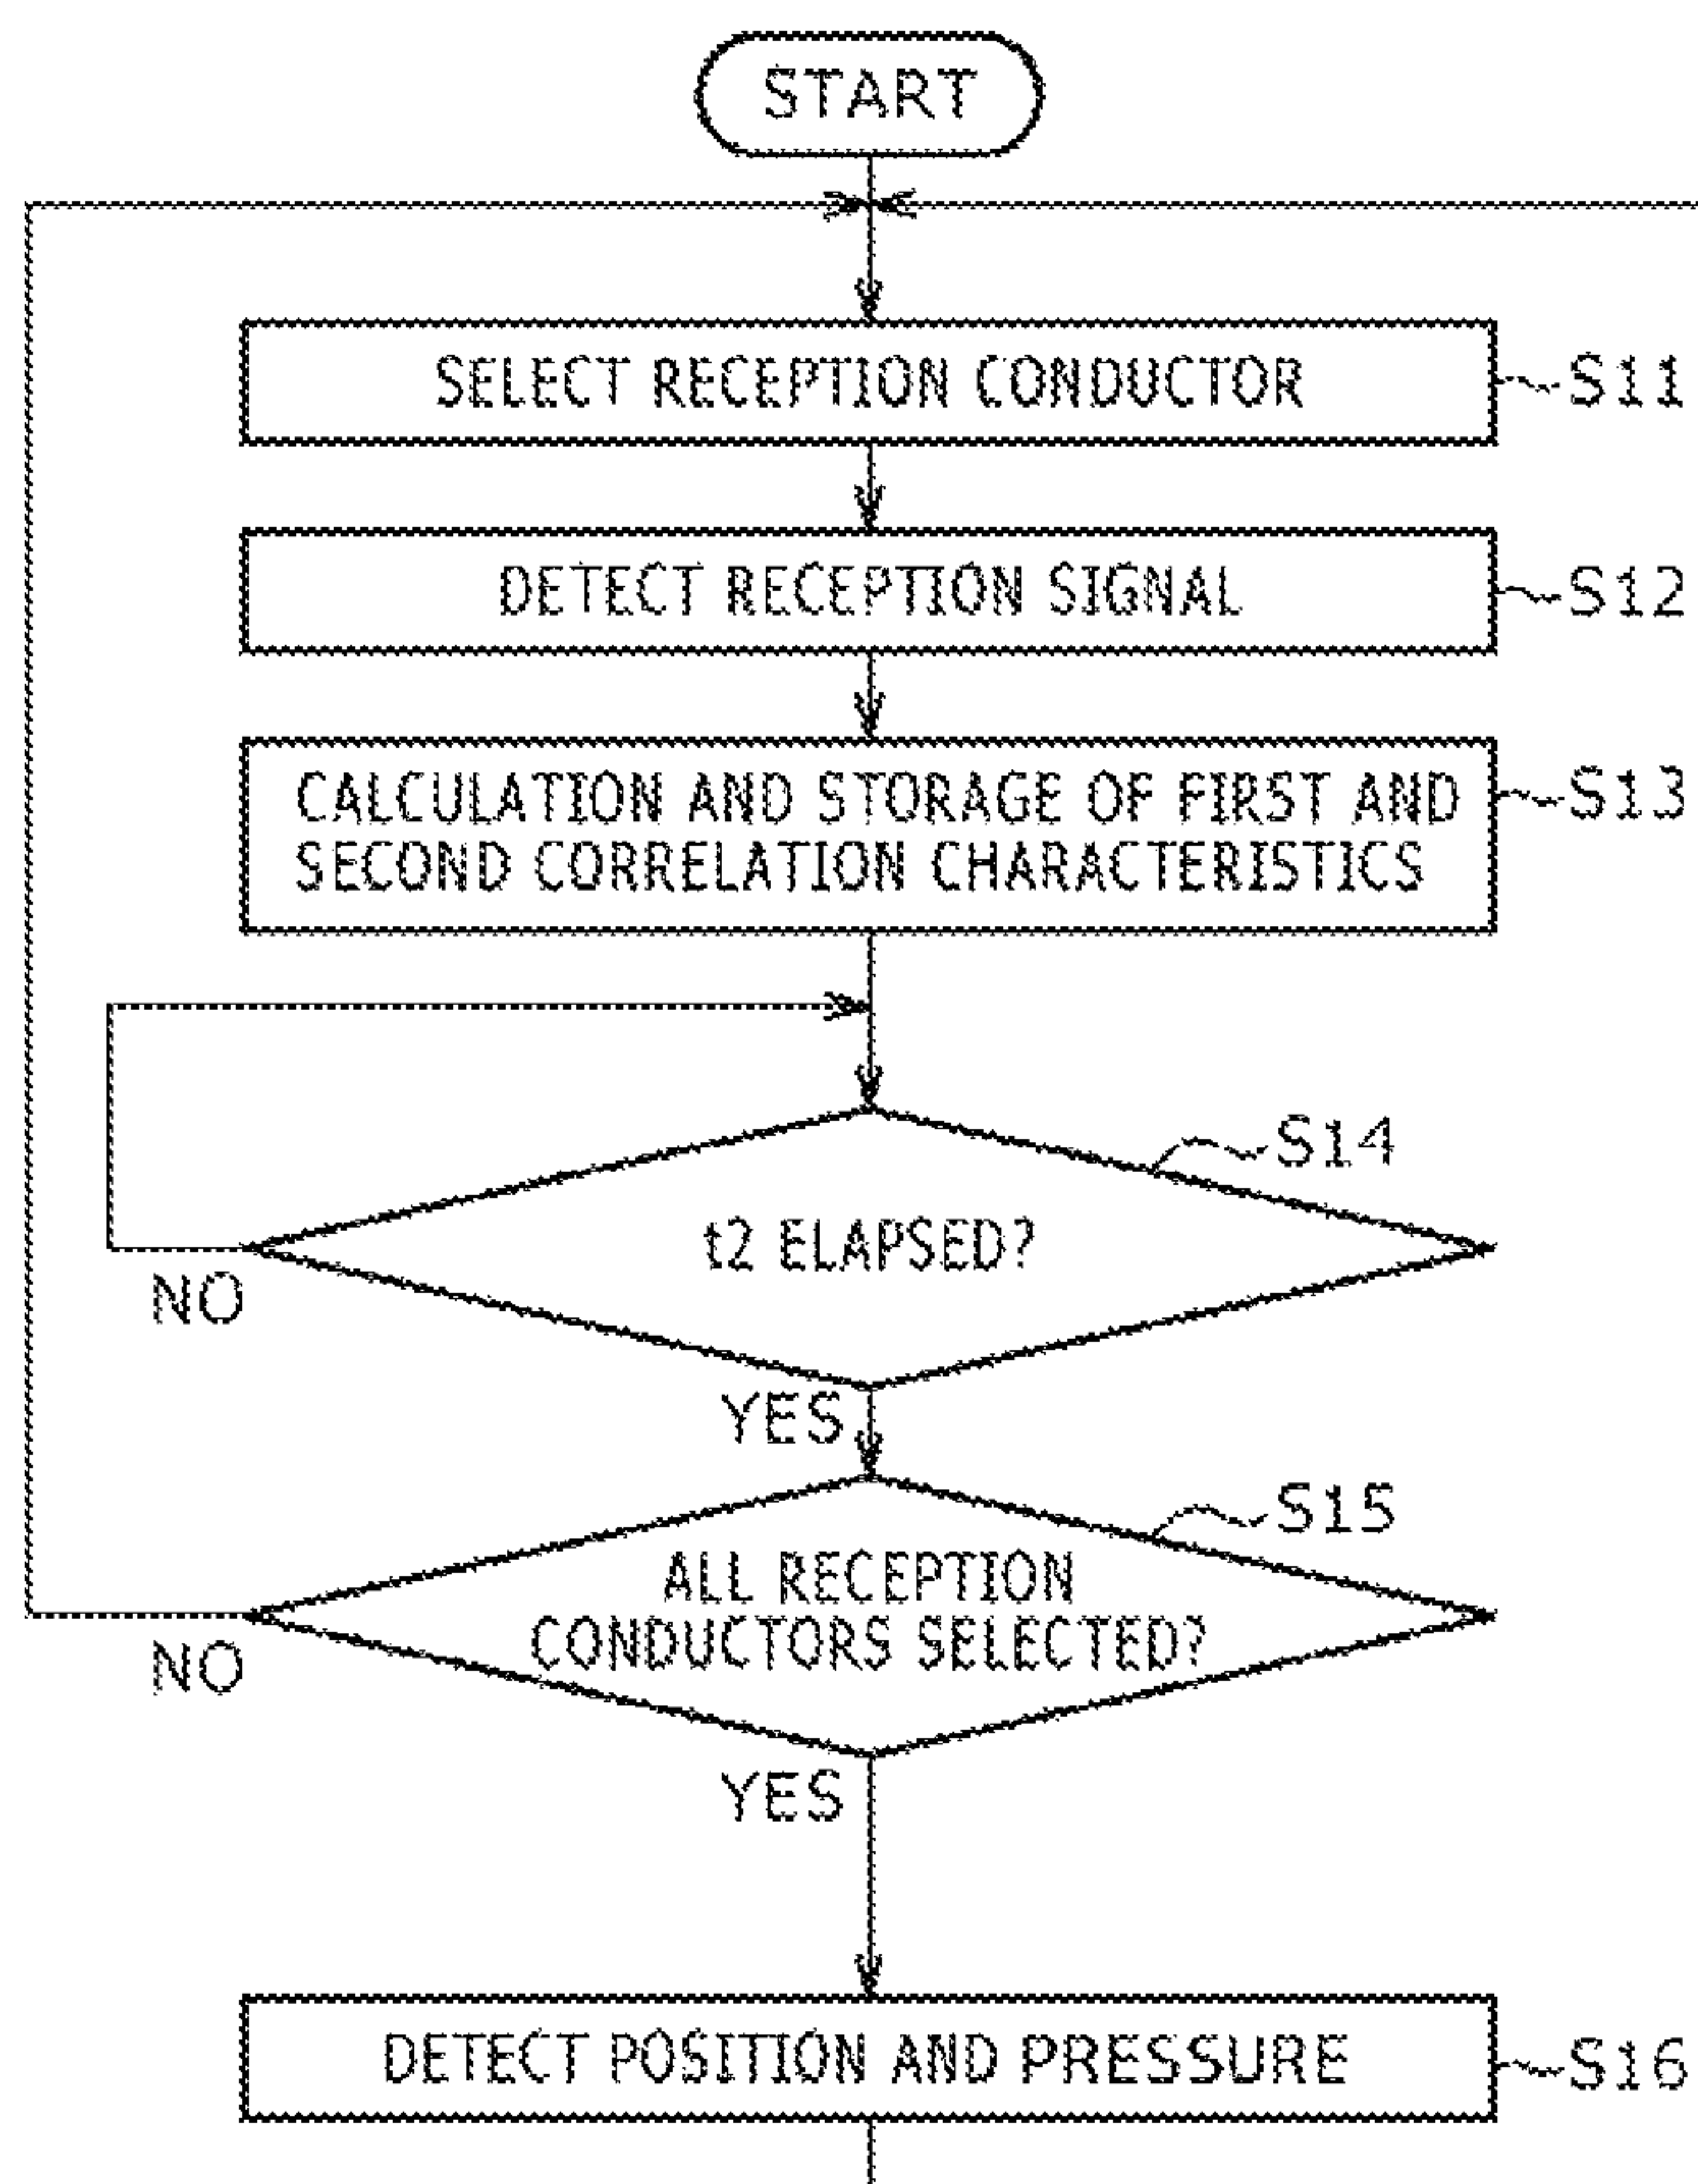 START
SELECT RECEPTION CONDUCTOR
S11
DETECT RECEPTION SIGNAL
S12
CALCULATION AND STORAGE OF FIRST AND
SECOND CORRELATION CHARACTERISTICS
S13
S14
t2 ELAPSED?
NO
YES
S15
ALL RECEPTION
CONDUCTORS SELECTED?
NO
YES
DETECT POSITION AND PRESSURE
S16